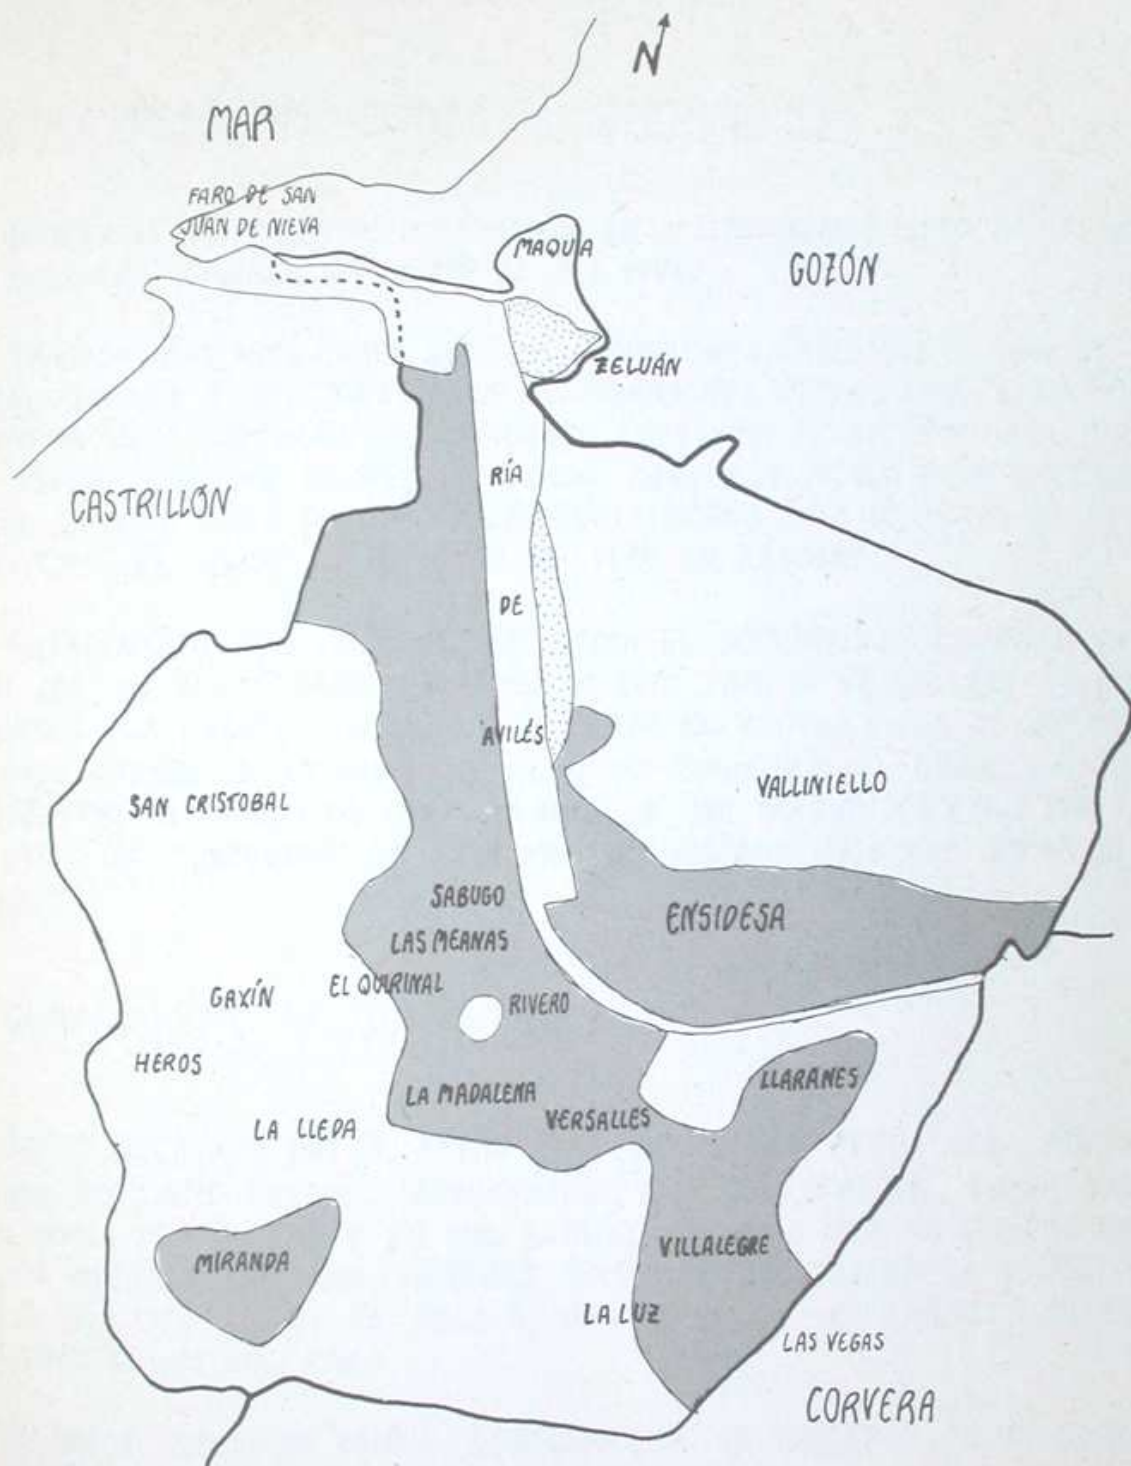 N
MAR
FARO DE SAN
JUAN DE NIEVA
MAQUA
GOZÓN
ZELUÁN
CASTRILLÓN
RÍA
DE
AVILÉS
SAN CRISTOBAL
VALLINIELLO
SABUGO
ENSIDESA
LAS MEANAS
EL QUIRINAL
GAXÍN
RIVERO
HEROS
LLARANES
LA MADALENA
VERSALLES
LA LLEDA
MIRANDA
VILLALEGRE
LA LUZ
LAS VEGAS
CORVERA